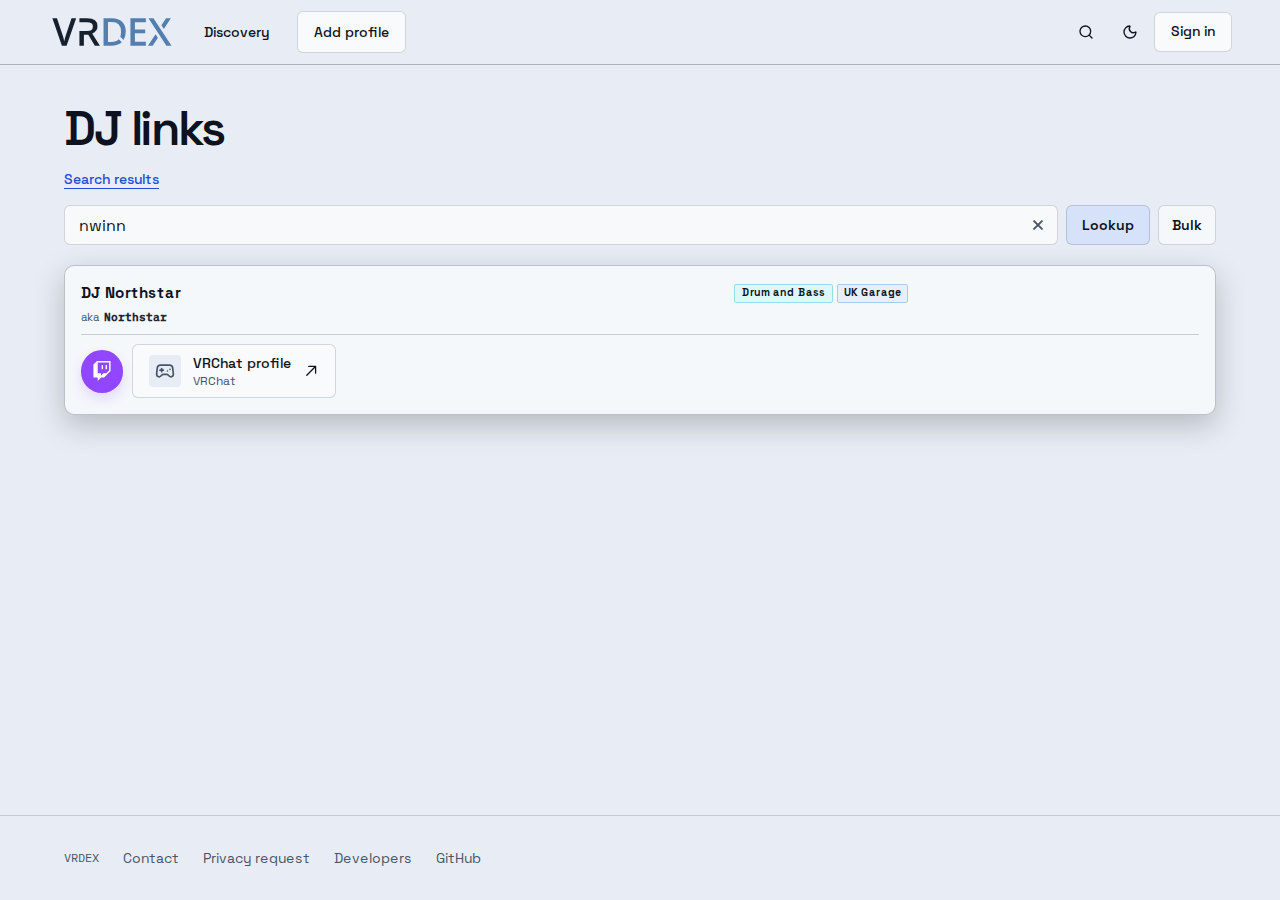 VRDEX Discovery Add profile Sign in
DJ links
Search results
nwinn Lookup Bulk
DJ Northstar Drum and Bass UK Garage
aka Northstar
VRChat profile
VRChat
VRDEX Contact Privacy request Developers GitHub